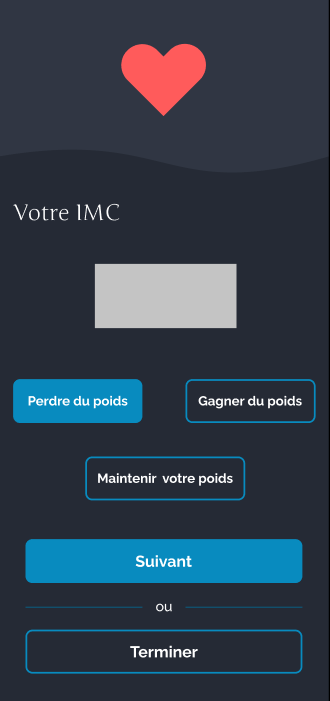 Votre IMC
Perdre du poids
Gagner du poids
Maintenir votre poids
Suivant
ou
Terminer